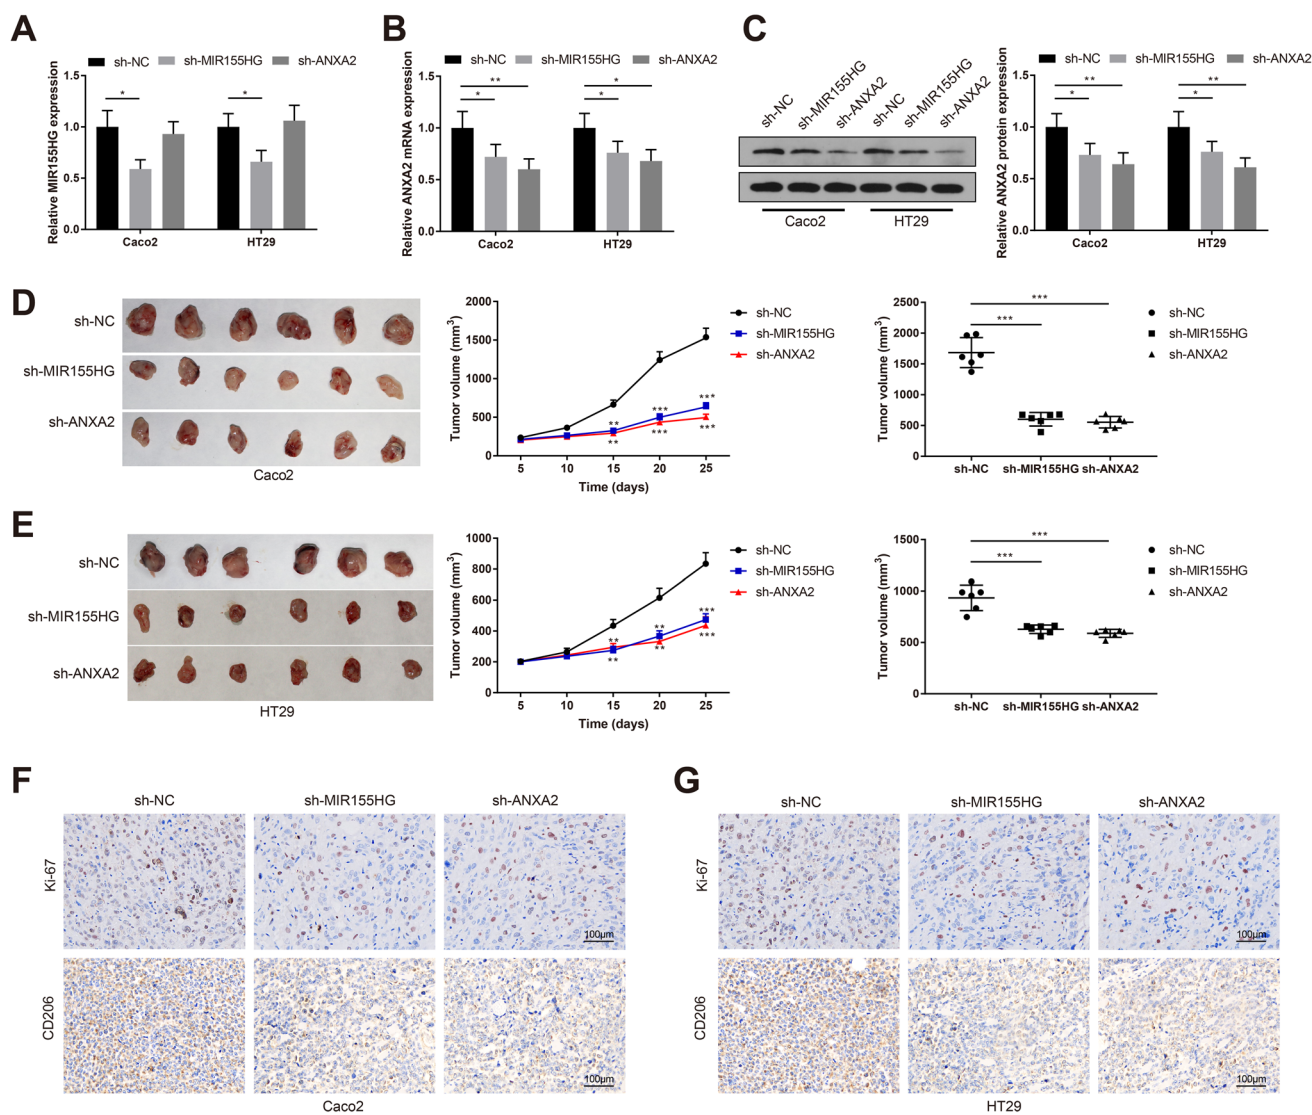 A
sh-NC sh-MIR155HG sh-ANXA2
Relative MIR155HG expression
1.5
1.0
0.5
0.0
* *
Caco2 HT29
B
sh-NC sh-MIR155HG sh-ANXA2
Relative ANXA2 mRNA expression
1.5
1.0
0.5
0.0
** *
* *
Caco2 HT29
C
sh-NC sh-MIR155HG sh-ANXA2 sh-NC sh-MIR155HG sh-ANXA2
Caco2 HT29
sh-NC sh-MIR155HG sh-ANXA2
Relative ANXA2 protein expression
1.5
1.0
0.5
0.0
** **
* *
Caco2 HT29
D
sh-NC
sh-MIR155HG
sh-ANXA2
Caco2
Tumor volume (mm³)
2000
1500
1000
500
0
** *** ***
** *** ***
5 10 15 20 25
Time (days)
sh-NC
sh-MIR155HG
sh-ANXA2
Tumor volume (mm³)
2500
2000
1500
1000
500
0
***
***
sh-NC sh-MIR155HG sh-ANXA2
sh-NC
sh-MIR155HG
sh-ANXA2
E
sh-NC
sh-MIR155HG
sh-ANXA2
HT29
Tumor volume (mm³)
1000
800
600
400
200
0
** ** ***
** ** ***
5 10 15 20 25
Time (days)
sh-NC
sh-MIR155HG
sh-ANXA2
Tumor volume (mm³)
1500
1000
500
0
***
***
sh-NC sh-MIR155HG sh-ANXA2
sh-NC
sh-MIR155HG
sh-ANXA2
F
sh-NC sh-MIR155HG sh-ANXA2
Ki-67
100μm
CD206
100μm
Caco2
G
sh-NC sh-MIR155HG sh-ANXA2
Ki-67
100μm
CD206
100μm
HT29